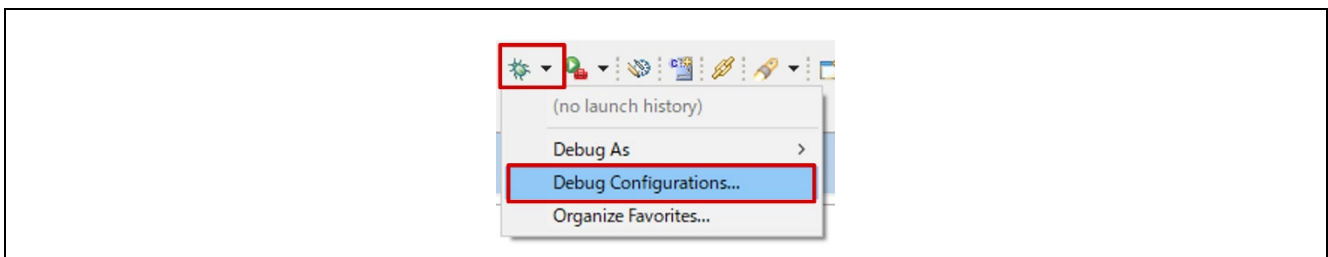 (no launch history)
Debug As
Debug Configurations...
Organize Favorites...